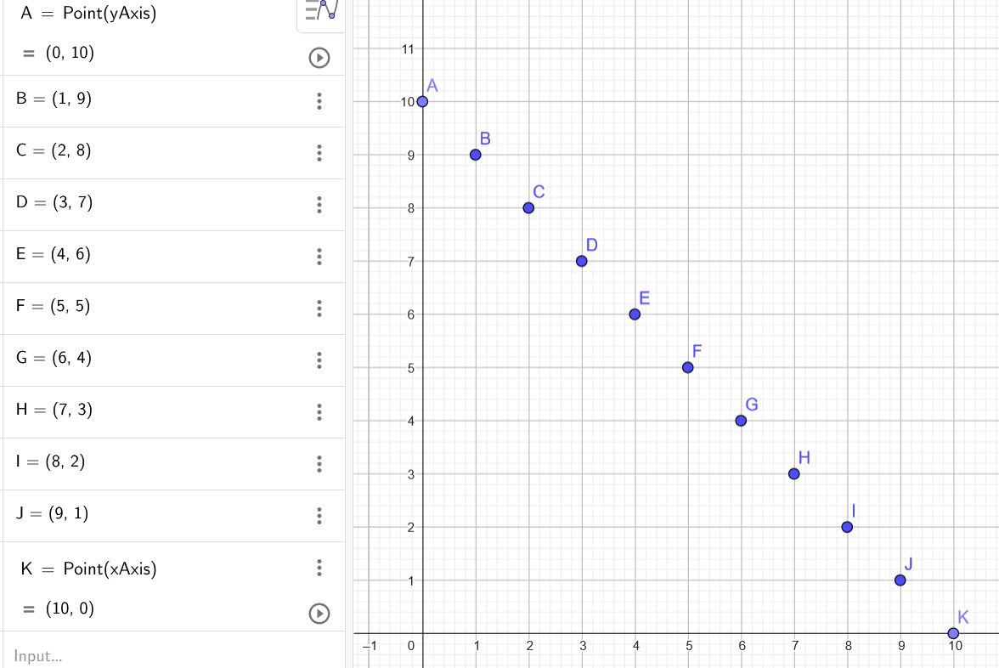 A = Point(yAxis)
= (0, 10)
B = (1, 9)
C = (2, 8)
D = (3, 7)
E = (4, 6)
F = (5, 5)
G = (6, 4)
H = (7, 3)
I = (8, 2)
J = (9, 1)
K = Point(xAxis)
= (10, 0)
Input...
11
10
9
8
7
6
5
4
3
2
1
A
B
C
D
E
F
G
H
I
J
K
–1 0 1 2 3 4 5 6 7 8 9 10